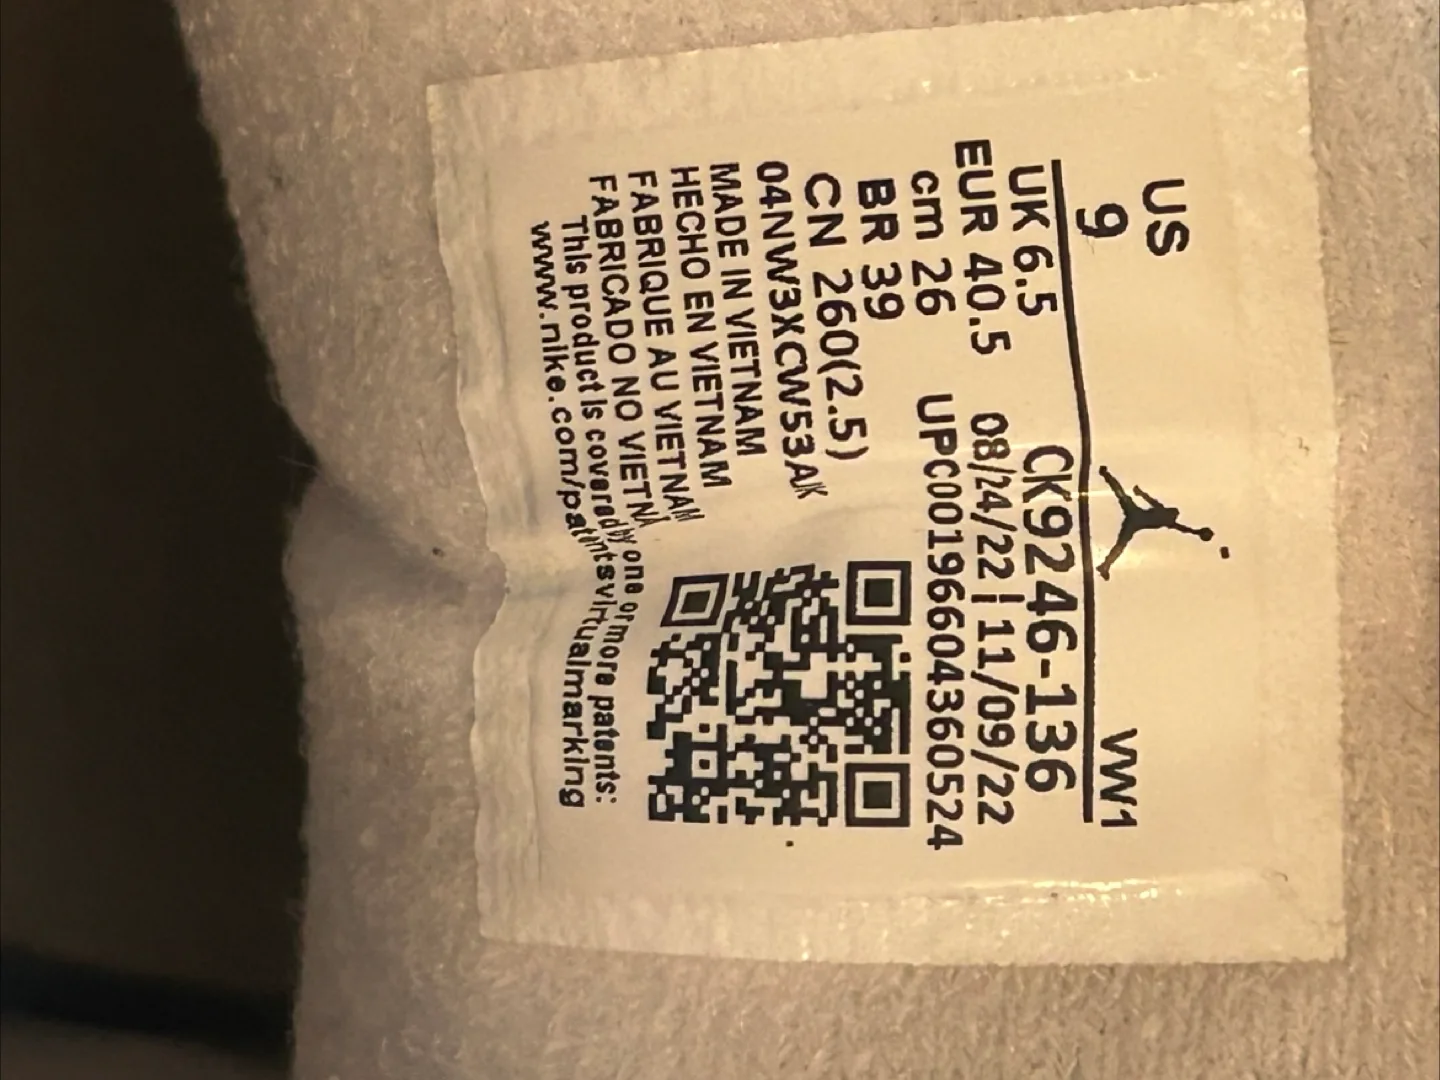 US
9
VW1
UK 6.5
CK9246-136
EUR 40.5
08/24/22 | 11/09/22
cm 26
UPC00196604360524
BR 39
CN 260(2.5)
04NW3XCW53AK
MADE IN VIETNAM
HECHO EN VIETNAM
FABRIQUE AU VIETNAM
FABRICADO NO VIETNÃ
This product is covered by one or more patents:
www.nike.com/patentsvirtualmarking